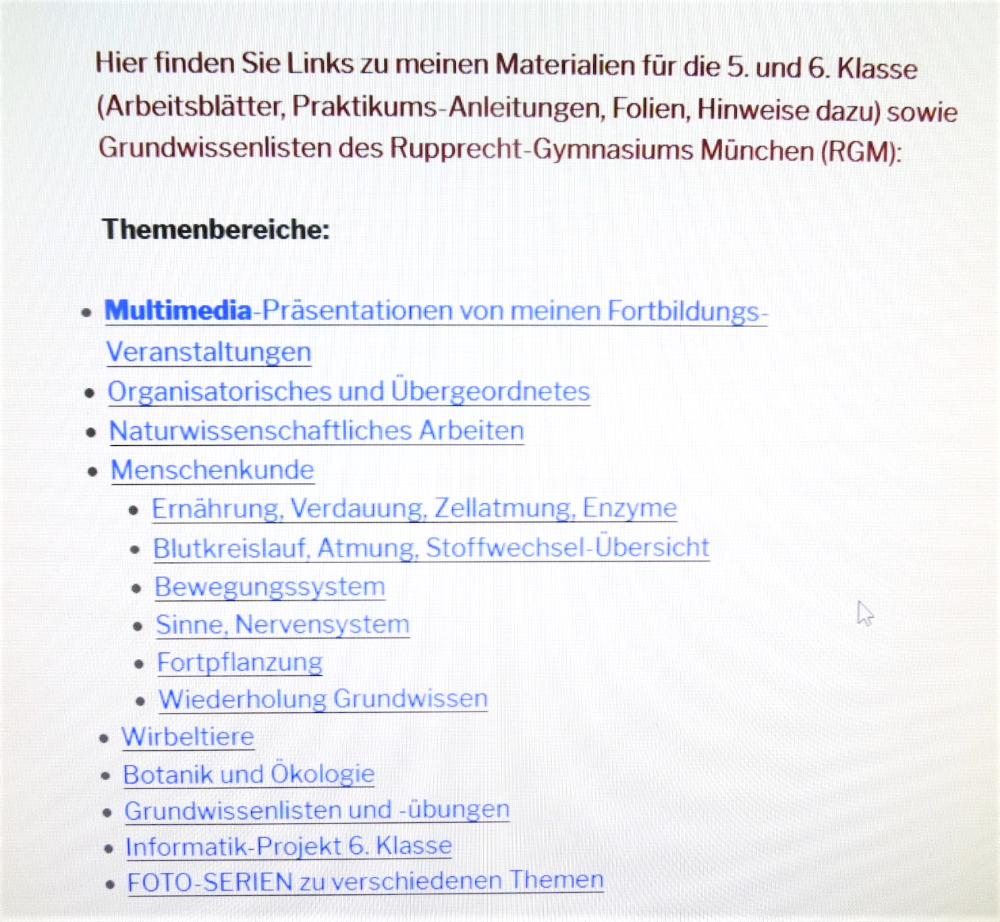 Hier finden Sie Links zu meinen Materialien für die 5. und 6. Klasse
(Arbeitsblätter, Praktikums-Anleitungen, Folien, Hinweise dazu) sowie
Grundwissenlisten des Rupprecht-Gymnasiums München (RGM):
Themenbereiche:
Multimedia-Präsentationen von meinen Fortbildungs-
Veranstaltungen
Organisatorisches und Übergeordnetes
Naturwissenschaftliches Arbeiten
Menschenkunde
Ernährung, Verdauung, Zellatmung, Enzyme
Blutkreislauf, Atmung, Stoffwechsel-Übersicht
Bewegungssystem
Sinne, Nervensystem
Fortpflanzung
Wiederholung Grundwissen
Wirbeltiere
Botanik und Ökologie
Grundwissenlisten und -übungen
Informatik-Projekt 6. Klasse
FOTO-SERIEN zu verschiedenen Themen